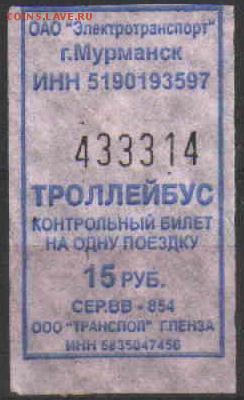 COINS.LAVE.RU
ОАО "Электротранспорт"
г.Мурманск
ИНН 5190193597
433314
ТРОЛЛЕЙБУС
КОНТРОЛЬНЫЙ БИЛЕТ
НА ОДНУ ПОЕЗДКУ
15 РУБ.
СЕР.ВВ - 854
ООО "ТРАНСПОЛ" Г.ПЕНЗА
ИНН 5835047456